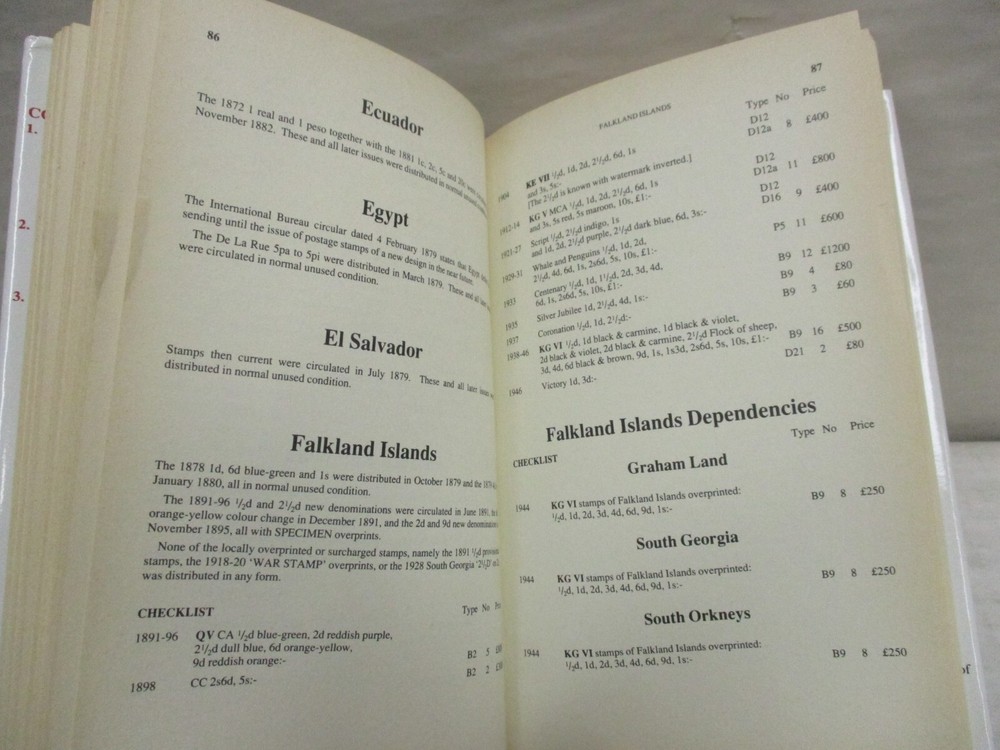 CO
1.
2.
3.
86
Ecuador
The 1872 1 real and 1 peso together with the 1881 1c, 2c, 5c and 20c
November 1882. These and all later issues were distributed in normal unused
Egypt
The International Bureau circular dated 4 February 1879 states that Egypt
sending until the issue of postage stamps of a new design in the near future.
The De La Rue 5pa to 5pi were distributed in March 1879. These and all
were circulated in normal unused condition.
El Salvador
Stamps then current were circulated in July 1879. These and all later issues
distributed in normal unused condition.
Falkland Islands
The 1878 1d, 6d blue-green and 1s were distributed in October 1879 and the
January 1880, all in normal unused condition.
The 1891-96 ½d and 2½d new denominations were circulated in June 1891,
orange-yellow colour change in December 1891, and the 2d and 9d new denominations
November 1895, all with SPECIMEN overprints.
None of the locally overprinted or surcharged stamps, namely the 1891 ½d
stamps, the 1918-20 'WAR STAMP' overprints, or the 1928 South Georgia '2½D'
was distributed in any form.
CHECKLIST
Type No
1891-96 QV CA ½d blue-green, 2d reddish purple,
2½d dull blue, 6d orange-yellow,
9d reddish orange:- B2 5
1898 CC 2s6d, 5s:- B2 2
87
FALKLAND ISLANDS
Type No Price
1904 KE VII ½d, 1d, 2d, 2½d, 6d, 1s D12
and 3s, 5s:- D12a 8 £400
[The 2½d is known with watermark inverted.]
1912-14 KG V MCA ½d, 1d, 2d, 2½d, 6d, 1s D12
and 3s, 5s red, 5s maroon, 10s, £1:- D12a 11 £800
1921-27 Script ½d, 2½d indigo, 1s D12
and 1d, 2d, 2½d purple, 2½d dark blue, 6d, 3s:- D16 9 £400
1929-31 Whale and Penguins ½d, 1d, 2d,
2½d, 4d, 6d, 1s, 2s6d, 5s, 10s, £1:- P5 11 £600
1933 Centenary ½d, 1d, 1½d, 2d, 3d, 4d,
6d, 1s, 2s6d, 5s, 10s, £1:- B9 12 £1200
1935 Silver Jubilee 1d, 2½d, 4d, 1s:- B9 4 £80
1937 Coronation ½d, 1d, 2½d:- B9 3 £60
1938-46 KG VI ½d, 1d black & carmine, 1d black & violet,
2d black & violet, 2d black & carmine, 2½d Flock of sheep,
3d, 4d, 6d black & brown, 9d, 1s, 1s3d, 2s6d, 5s, 10s, £1:- B9 16 £500
1946 Victory 1d, 3d:- D21 2 £80
Falkland Islands Dependencies
CHECKLIST
Type No Price
Graham Land
1944 KG VI stamps of Falkland Islands overprinted:
½d, 1d, 2d, 3d, 4d, 6d, 9d, 1s:- B9 8 £250
South Georgia
1944 KG VI stamps of Falkland Islands overprinted:
½d, 1d, 2d, 3d, 4d, 6d, 9d, 1s:- B9 8 £250
South Orkneys
1944 KG VI stamps of Falkland Islands overprinted:
½d, 1d, 2d, 3d, 4d, 6d, 9d, 1s:- B9 8 £250
of